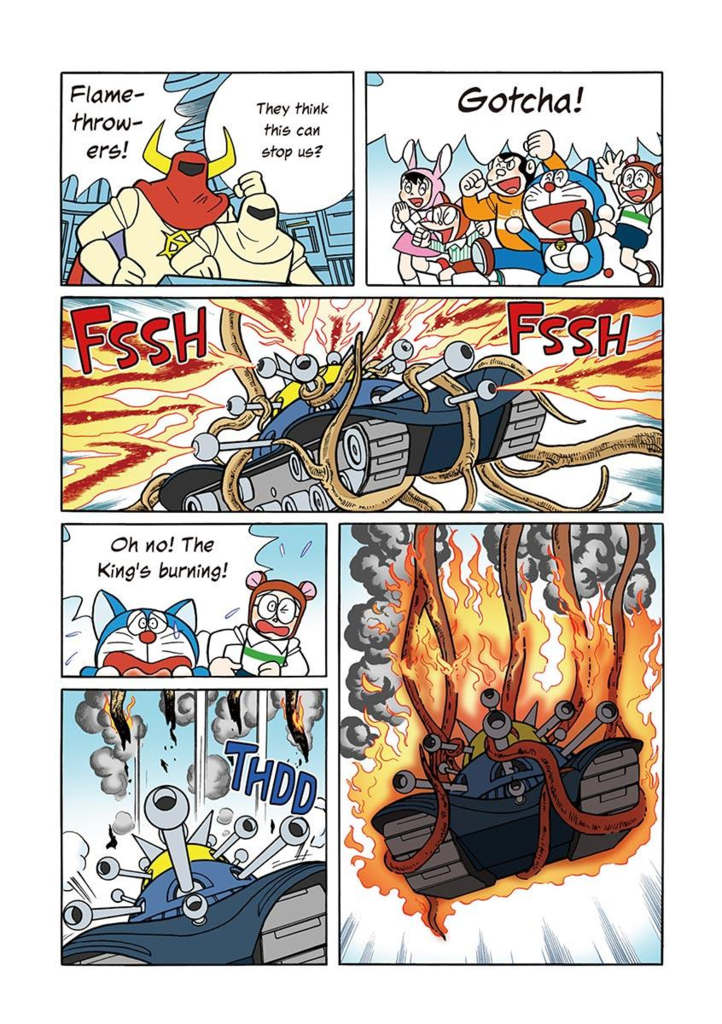 Gotcha!
They think
this can
stop us?
Flame-
throw-
ers!
FSSH
FSSH
Oh no! The
King's burning!
THDD